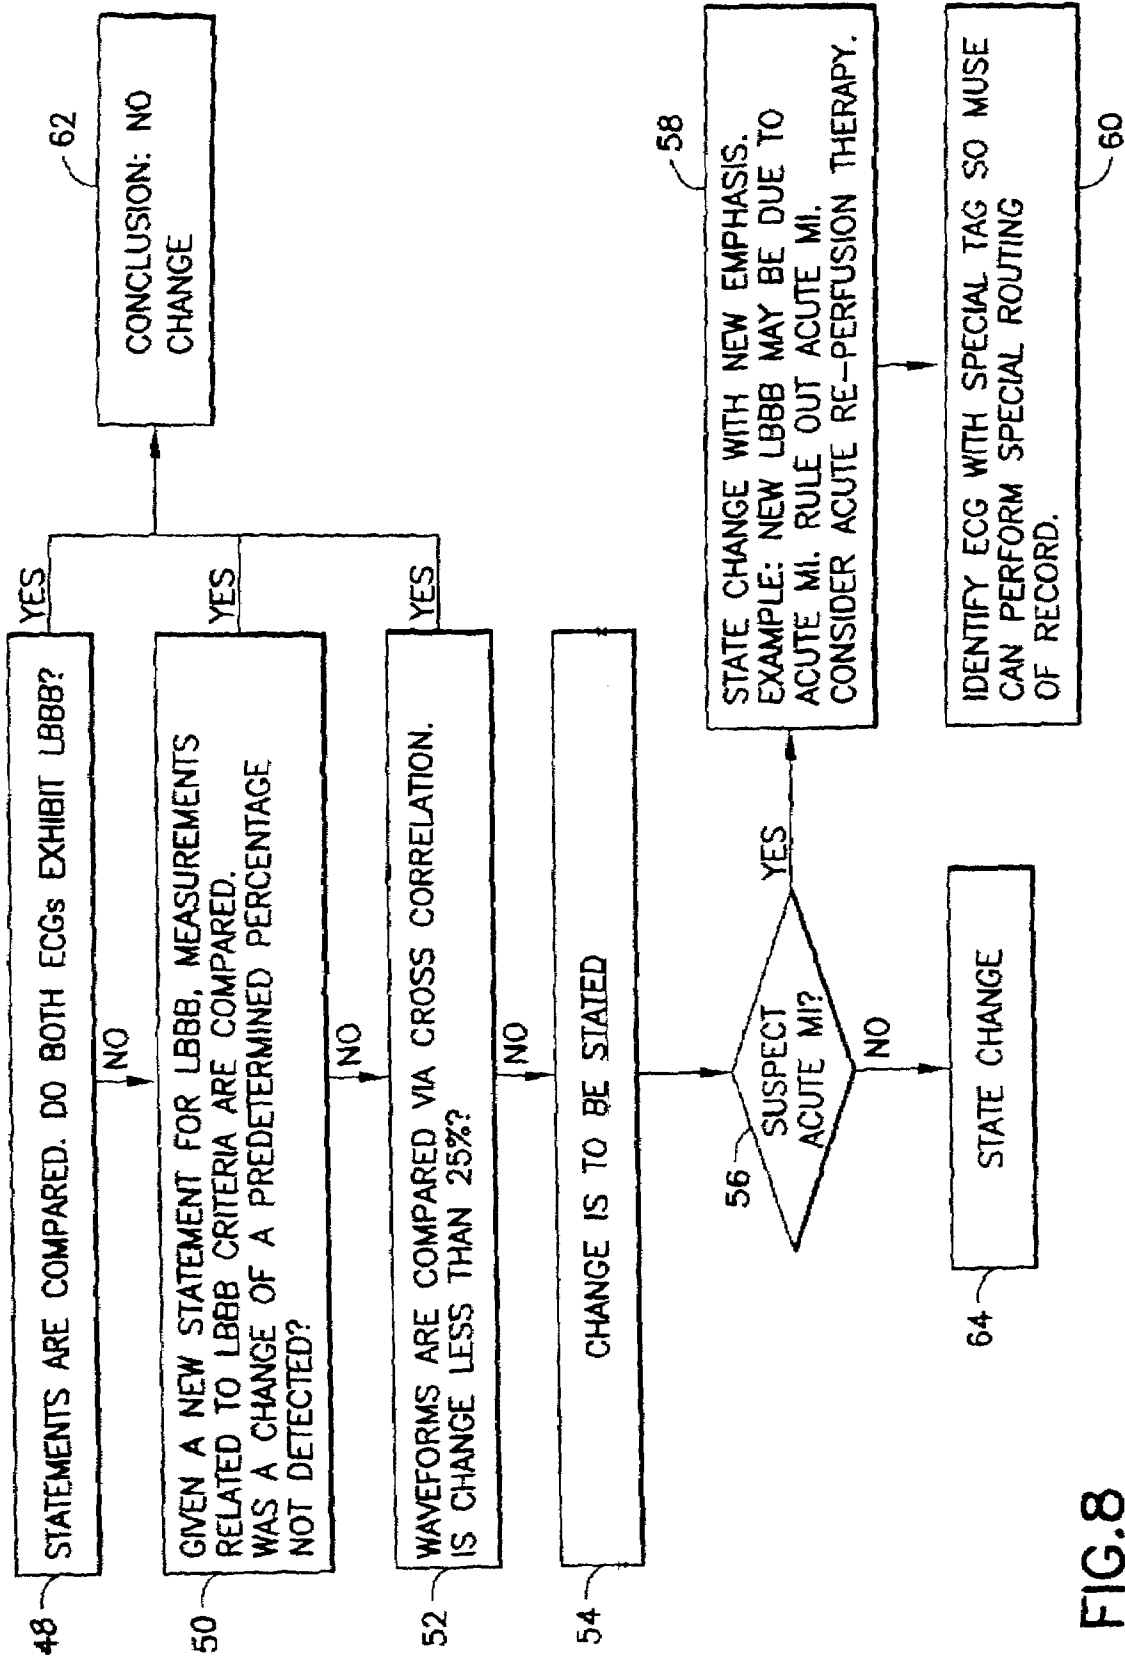 48
STATEMENTS ARE COMPARED. DO BOTH ECGs EXHIBIT LBBB?
YES
NO
62
CONCLUSION: NO
CHANGE
50
GIVEN A NEW STATEMENT FOR LBBB, MEASUREMENTS
RELATED TO LBBB CRITERIA ARE COMPARED.
WAS A CHANGE OF A PREDETERMINED PERCENTAGE
NOT DETECTED?
YES
NO
52
WAVEFORMS ARE COMPARED VIA CROSS CORRELATION.
IS CHANGE LESS THAN 25%?
YES
NO
54
CHANGE IS TO BE STATED
56
SUSPECT
ACUTE MI?
YES
NO
58
STATE CHANGE WITH NEW EMPHASIS.
EXAMPLE: NEW LBBB MAY BE DUE TO
ACUTE MI. RULE OUT ACUTE MI.
CONSIDER ACUTE RE-PERFUSION THERAPY.
60
IDENTIFY ECG WITH SPECIAL TAG SO MUSE
CAN PERFORM SPECIAL ROUTING
OF RECORD.
64
STATE CHANGE
FIG.8